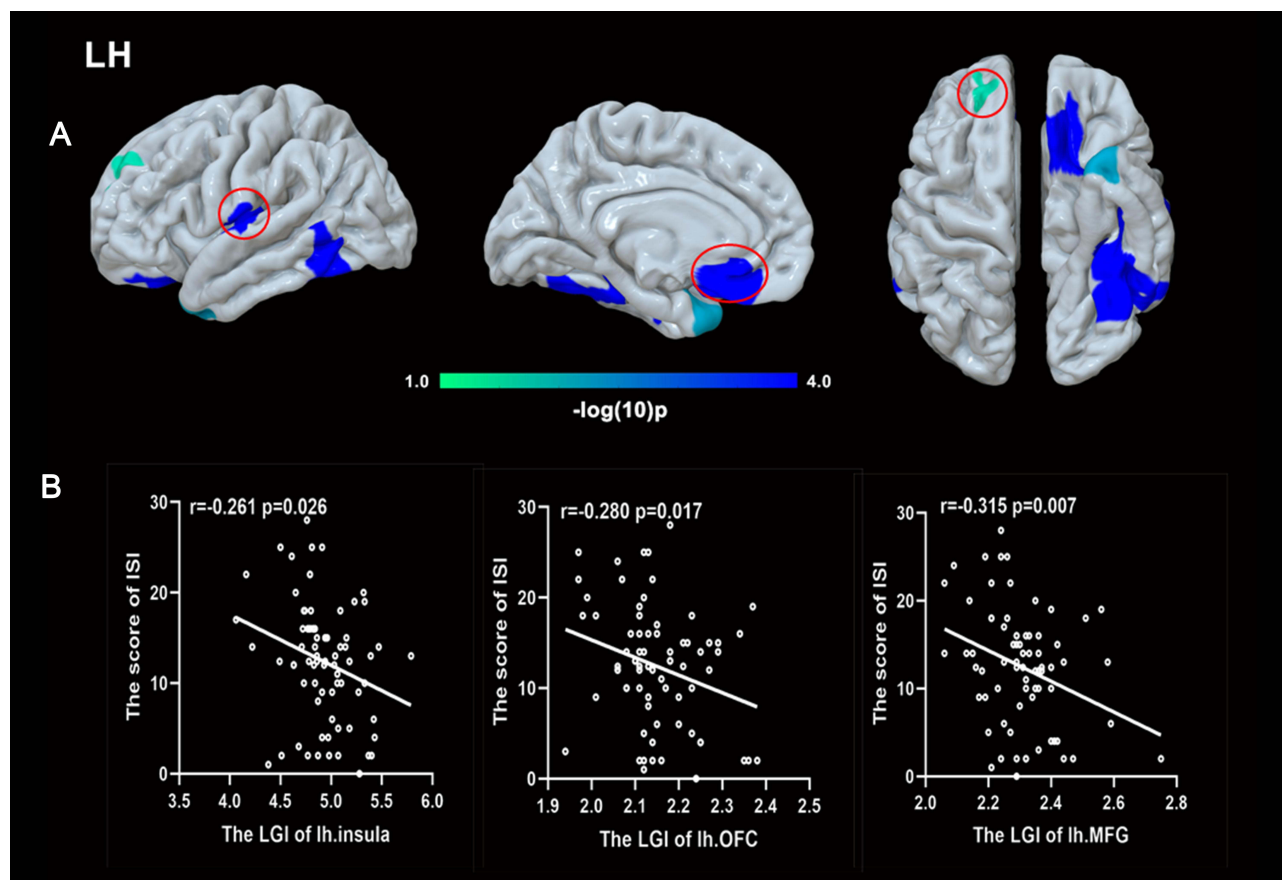 LH
A
1.0
4.0
-log(10)p
B
r=-0.261 p=0.026
30
20
10
0
The score of ISI
3.5 4.0 4.5 5.0 5.5 6.0
The LGI of lh.insula
r=-0.280 p=0.017
30
20
10
0
The score of ISI
1.9 2.0 2.1 2.2 2.3 2.4 2.5
The LGI of lh.OFC
r=-0.315 p=0.007
30
20
10
0
The score of ISI
2.0 2.2 2.4 2.6 2.8
The LGI of lh.MFG